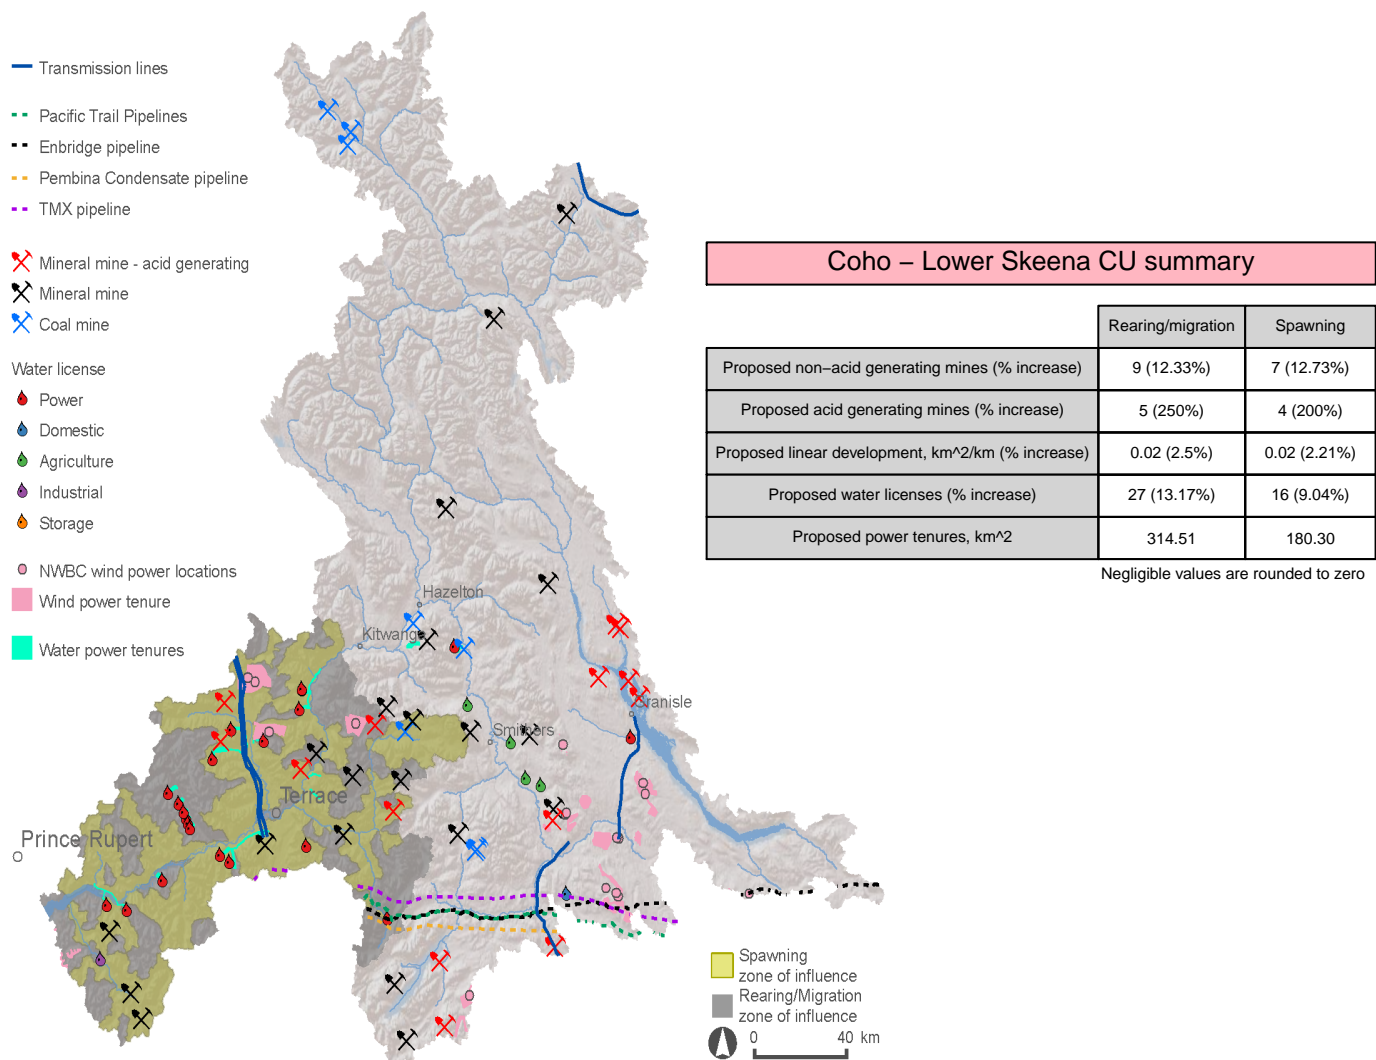 Transmission lines
Pacific Trail Pipelines
Enbridge pipeline
Pembina Condensate pipeline
TMX pipeline
Mineral mine - acid generating
Mineral mine
Coal mine
Water license
Power
Domestic
Agriculture
Industrial
Storage
NWBC wind power locations
Wind power tenure
Water power tenures
Hazelton
Kitwanga
Granisle
Smithers
Terrace
Prince Rupert
Coho – Lower Skeena CU summary
Rearing/migration Spawning
Proposed non–acid generating mines (% increase) 9 (12.33%) 7 (12.73%)
Proposed acid generating mines (% increase) 5 (250%) 4 (200%)
Proposed linear development, km^2/km (% increase) 0.02 (2.5%) 0.02 (2.21%)
Proposed water licenses (% increase) 27 (13.17%) 16 (9.04%)
Proposed power tenures, km^2 314.51 180.30
Negligible values are rounded to zero
Spawning
zone of influence
Rearing/Migration
zone of influence
0 40 km